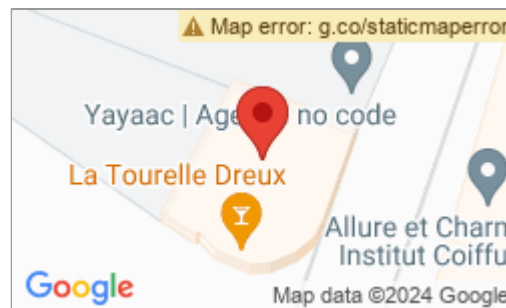 Map error: g.co/staticmaperror
Yayaac | Age no code
La Tourelle Dreux
Allure et Charm
Institut Coiffu
Google
Map data ©2024 Google